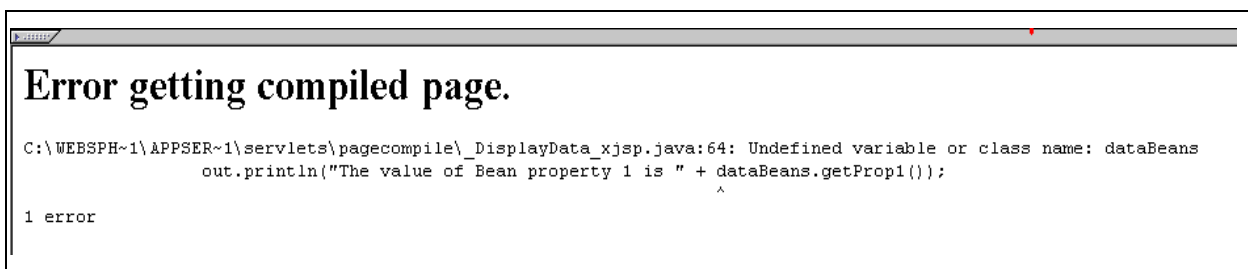 Error getting compiled page.
C:\WEBSPH~1\APPSER~1\servlets\pagecompile\_DisplayData_xjsp.java:64: Undefined variable or class name: dataBeans
out.println("The value of Bean property 1 is " + dataBeans.getProp1());
^
1 error